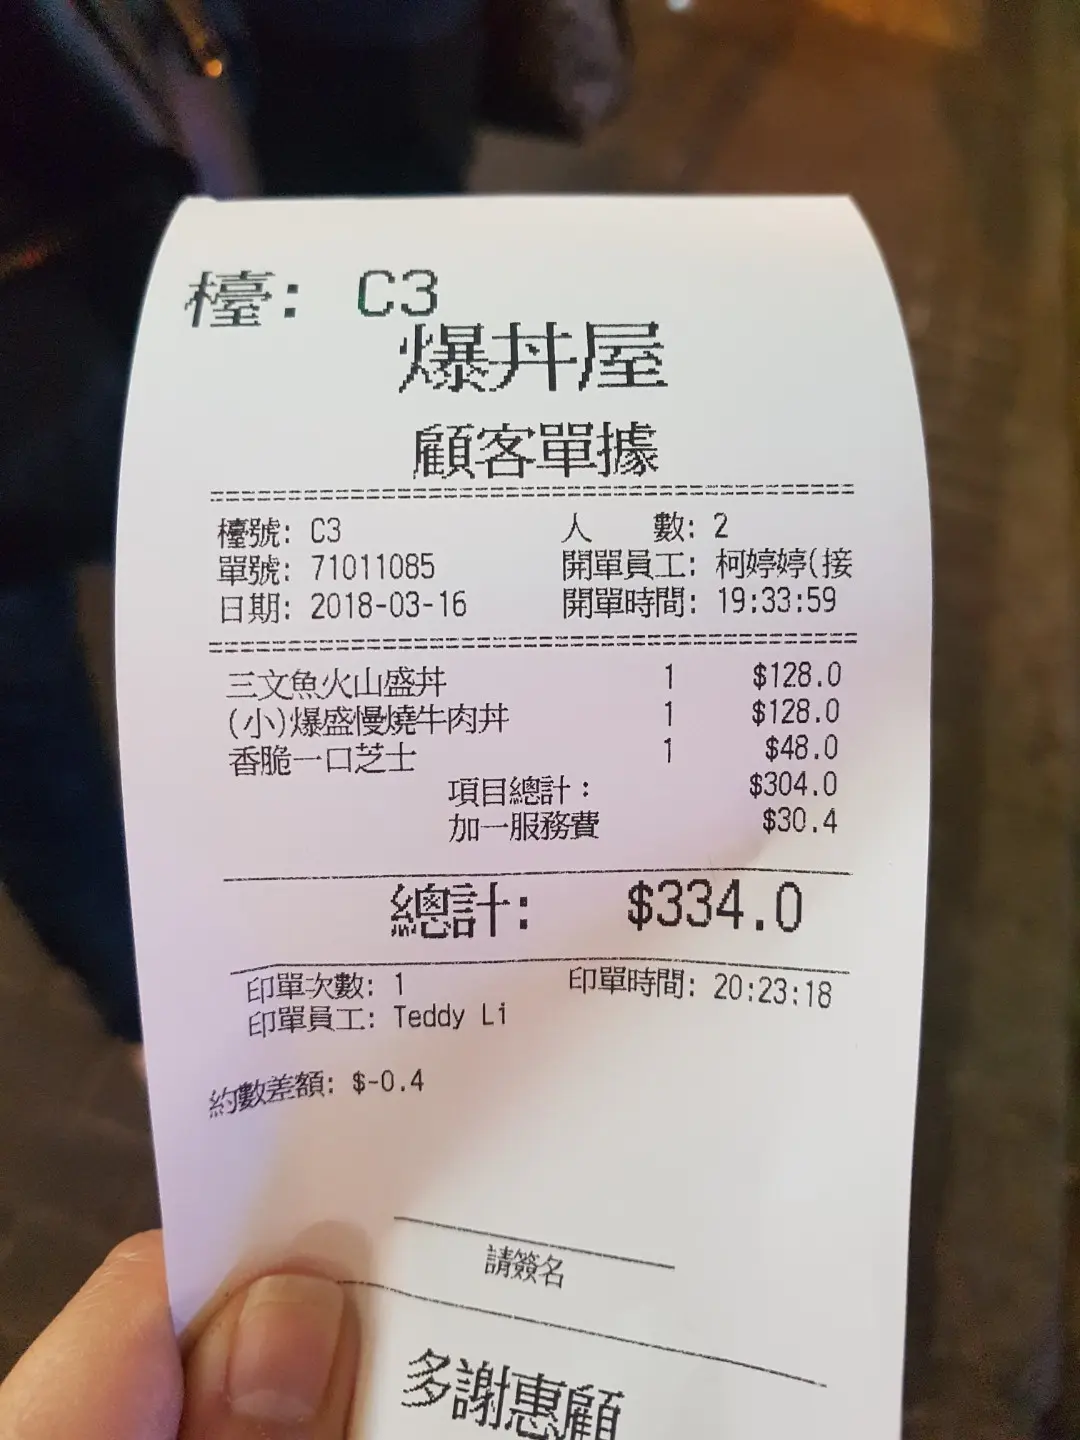 檯: C3
爆丼屋
顧客單據
檯號: C3 人 數: 2
單號: 71011085 開單員工: 柯婷婷(接
日期: 2018-03-16 開單時間: 19:33:59
三文魚火山盛丼 1 $128.0
(小)爆盛慢燒牛肉丼 1 $128.0
香脆一口芝士 1 $48.0
項目總計: $304.0
加一服務費 $30.4
總計: $334.0
印單次數: 1 印單時間: 20:23:18
印單員工: Teddy Li
約數差額: $-0.4
請簽名
多謝惠顧